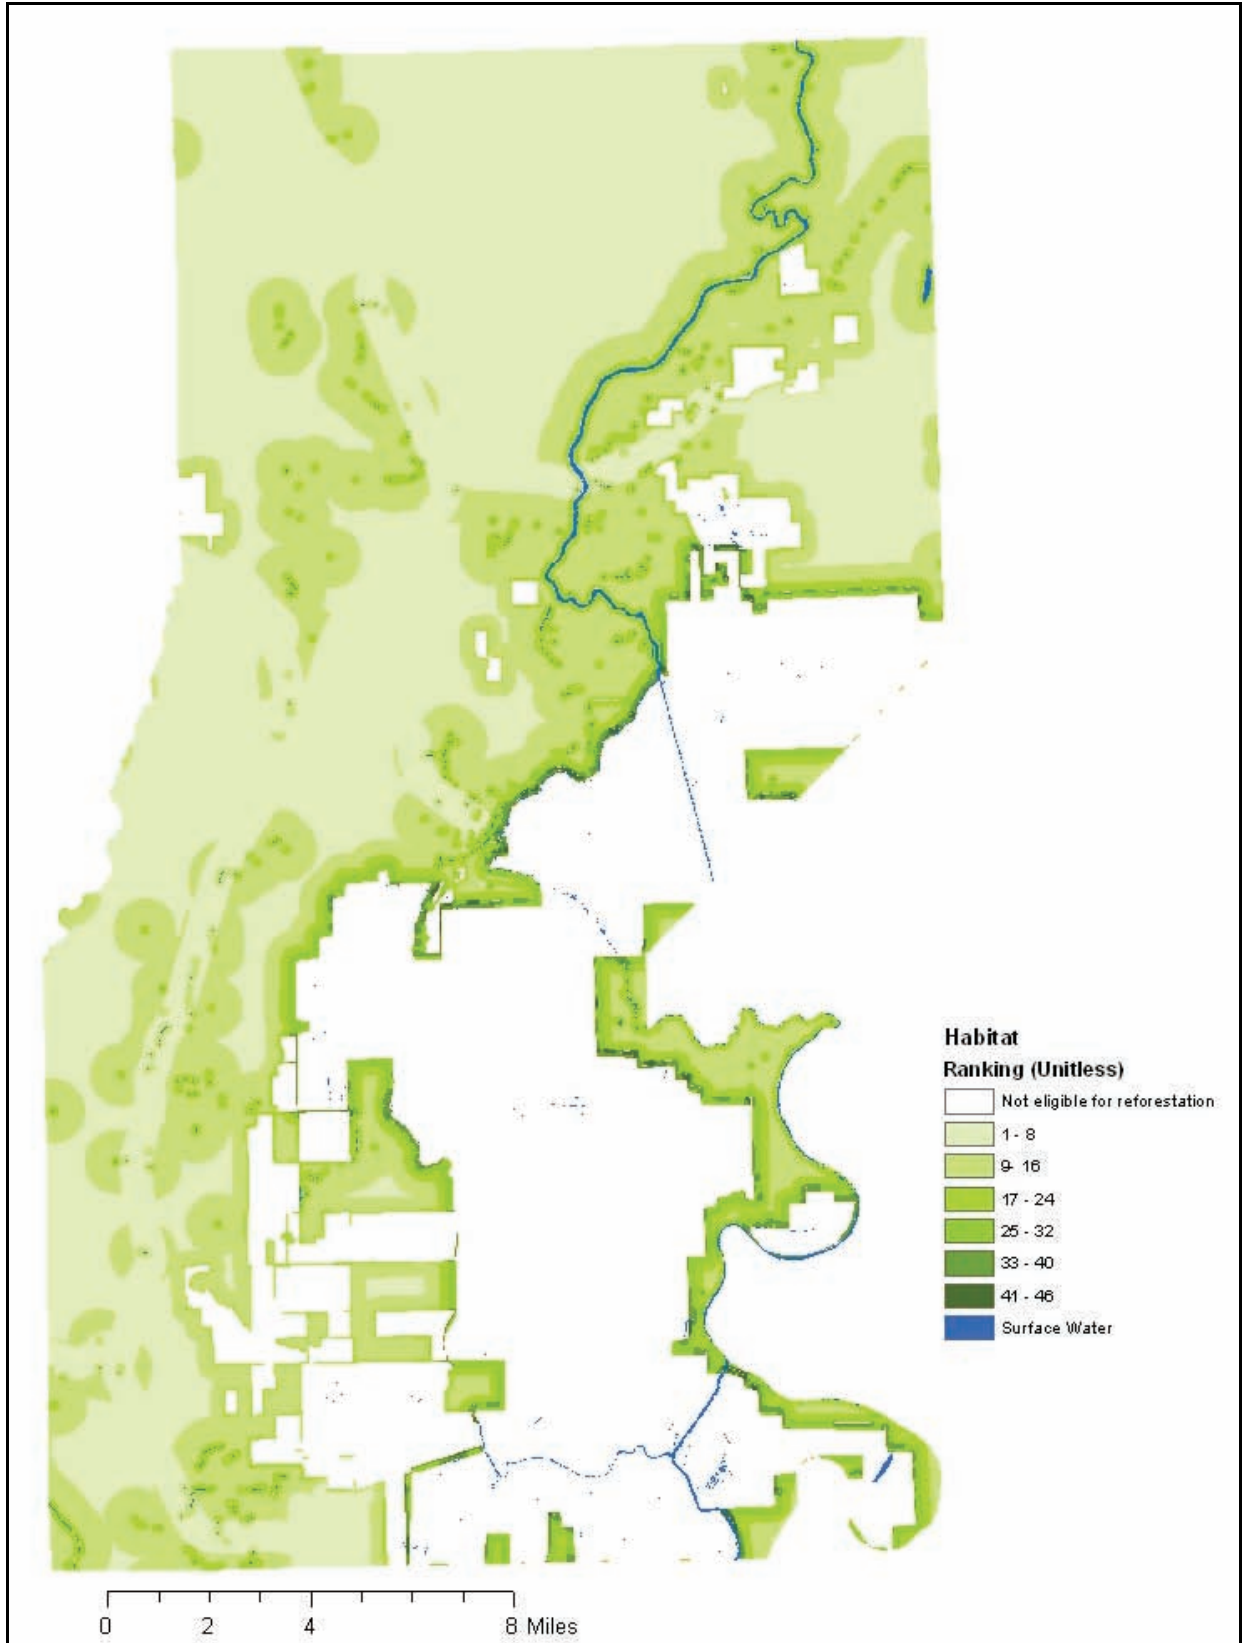 Habitat
Ranking (Unitless)
Not eligible for reforestation
1 - 8
9- 16
17 - 24
25 - 32
33 - 40
41 - 46
Surface Water
0 2 4 8 Miles